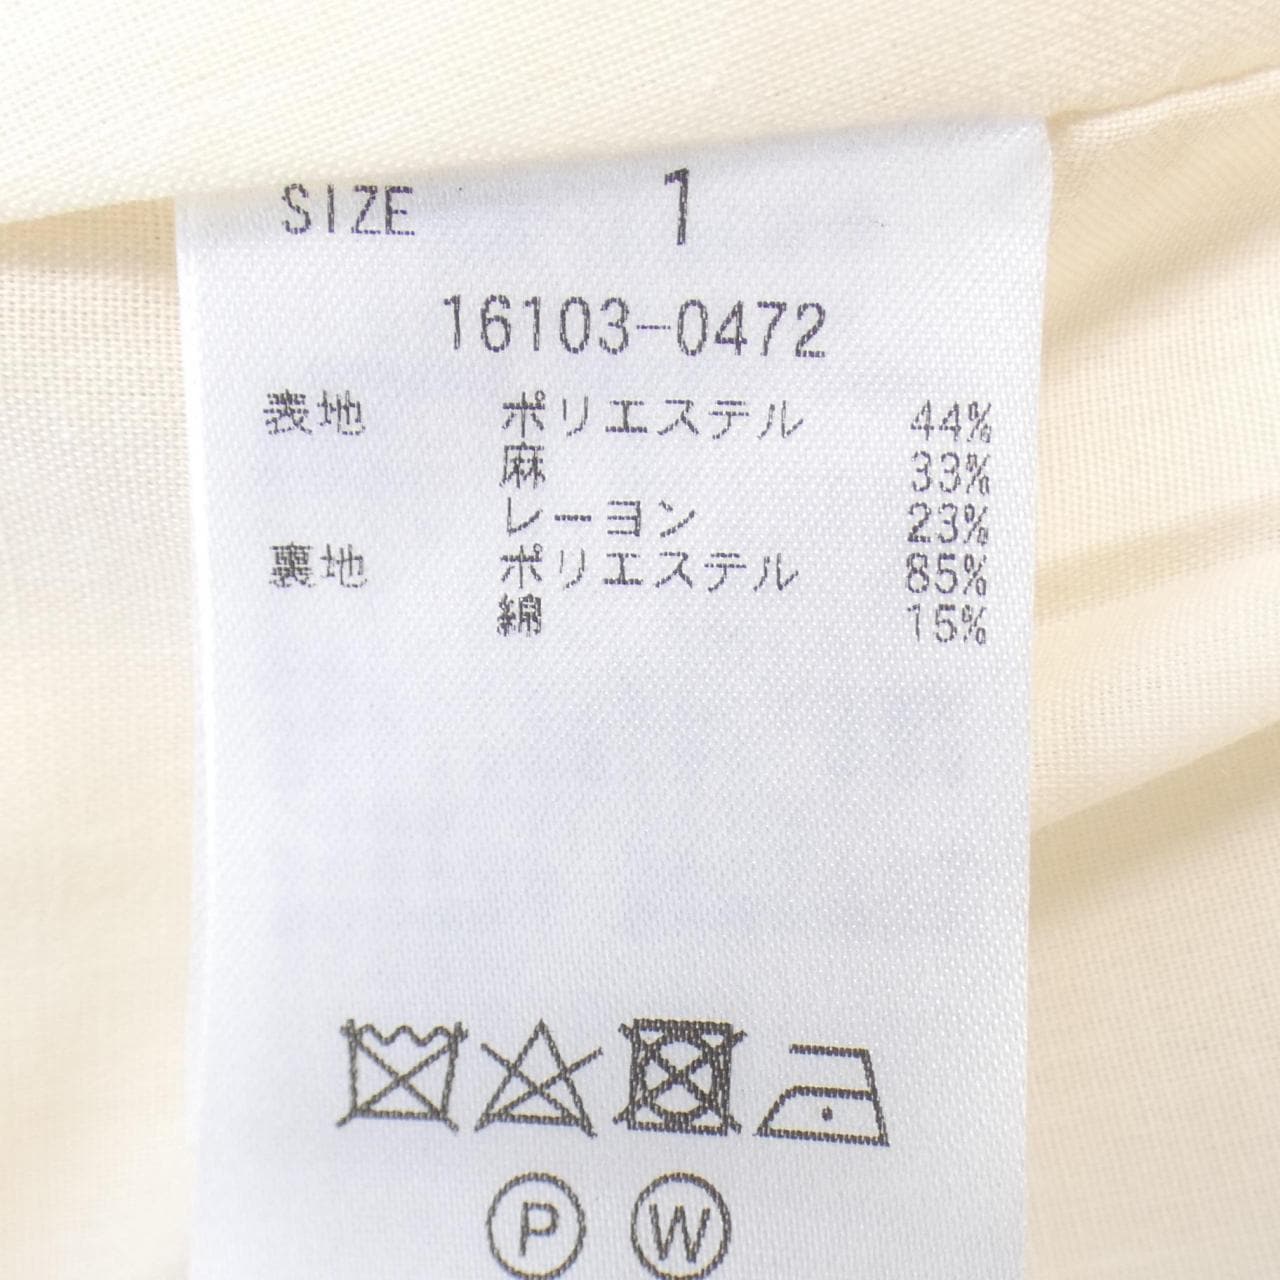 SIZE 1
16103-0472
表地 ポリエステル 44%
麻 33%
レーヨン 23%
裏地 ポリエステル 85%
綿 15%
P W